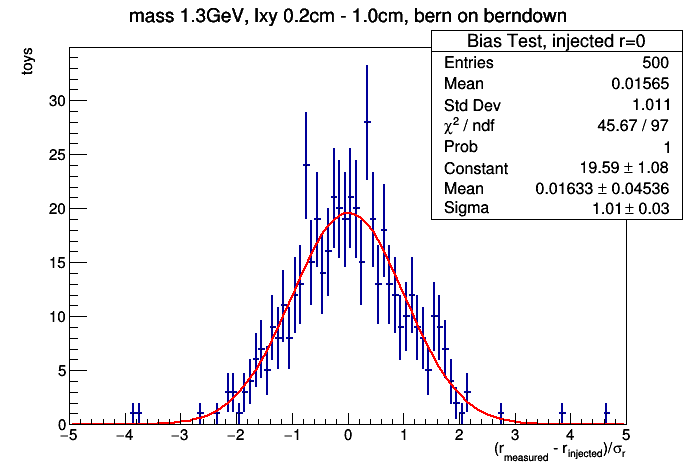 mass 1.3GeV, lxy 0.2cm - 1.0cm, bern on berndown
Bias Test, injected r=0
Entries 500
Mean 0.01565
Std Dev 1.011
χ² / ndf 45.67 / 97
Prob 1
Constant 19.59 ± 1.08
Mean 0.01633 ± 0.04536
Sigma 1.01 ± 0.03
toys
30
25
20
15
10
5
0
−5 −4 −3 −2 −1 0 1 2 3 4 5
(r_measured - r_injected)/σ_r